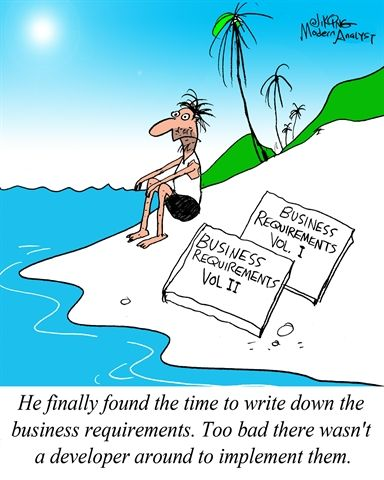 © J.KING
Modern Analyst
BUSINESS
REQUIREMENTS
VOL. I
BUSINESS
REQUIREMENTS
VOL II
He finally found the time to write down the
business requirements. Too bad there wasn't
a developer around to implement them.